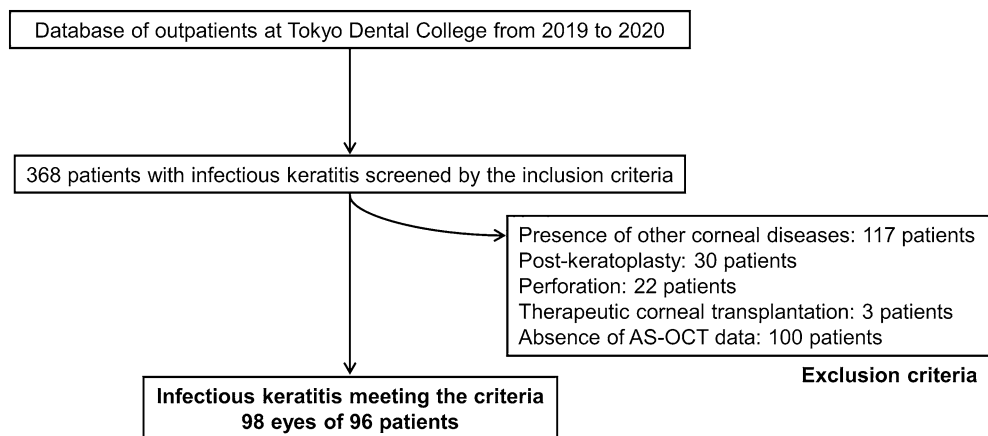 Database of outpatients at Tokyo Dental College from 2019 to 2020
368 patients with infectious keratitis screened by the inclusion criteria
Presence of other corneal diseases: 117 patients
Post-keratoplasty: 30 patients
Perforation: 22 patients
Therapeutic corneal transplantation: 3 patients
Absence of AS-OCT data: 100 patients
Exclusion criteria
Infectious keratitis meeting the criteria
98 eyes of 96 patients